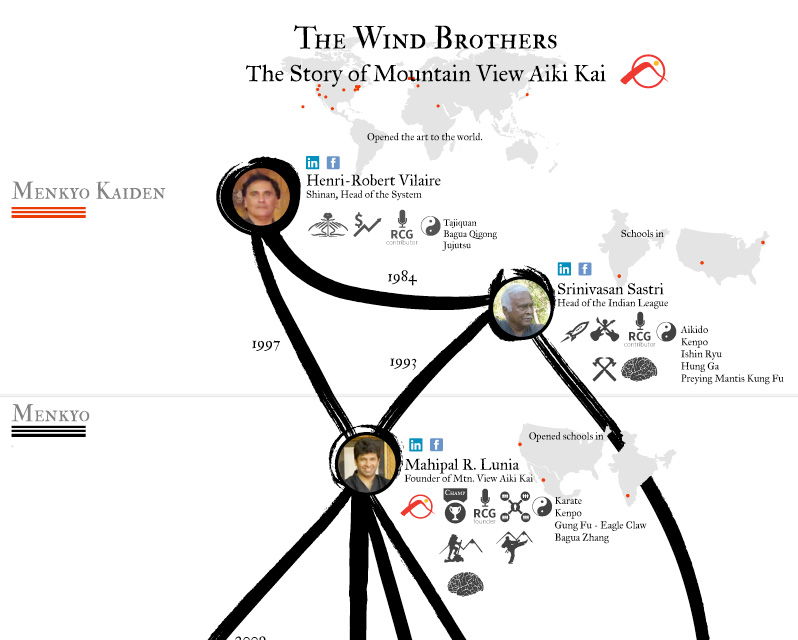 The Wind Brothers
The Story of Mountain View Aiki Kai
Opened the art to the world.
Menkyo Kaiden
in f
Henri-Robert Vilaire
Shinan, Head of the System
RCG
contributor
Tajiquan
Bagua Qigong
Jujutsu
Schools in
1984
in f
Srinivasan Sastri
Head of the Indian League
RCG
contributor
Aikido
Kenpo
Ishin Ryu
Hung Ga
Preying Mantis Kung Fu
1997
1993
Menkyo
Opened schools in
in f
Mahipal R. Lunia
Founder of Mtn. View Aiki Kai
Champ
RCG
founder
Karate
Kenpo
Gung Fu - Eagle Claw
Bagua Zhang